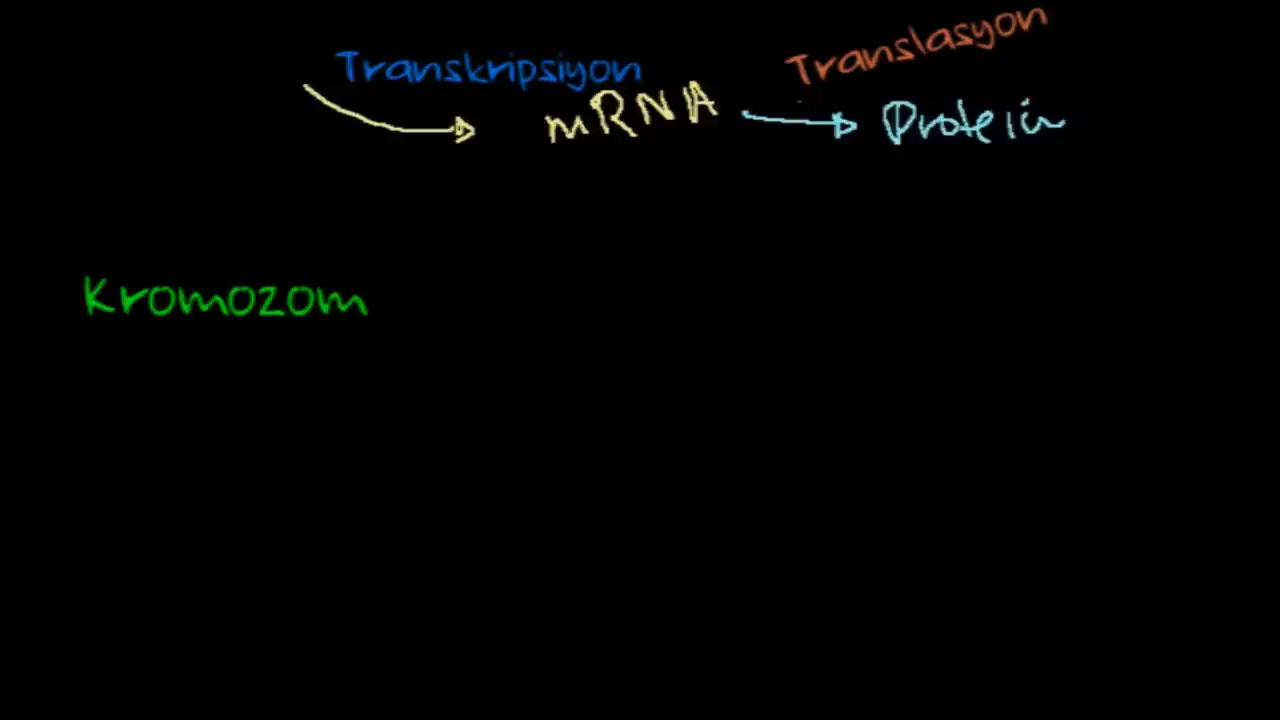 Transkripsiyon
Translasyon
mRNA
Protein
Kromozom